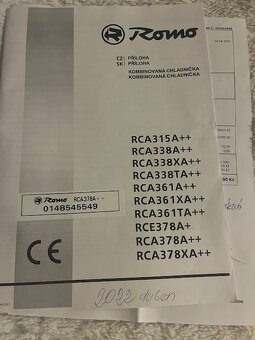 Romo
CZ PŘÍLOHA
SK PŘÍLOHA
KOMBINOVANÁ CHLADNIČKA
KOMBINOVANÁ CHLADNIČKA
RCA315A++
RCA338A++
RCA338XA++
RCA338TA++
RCA361A++
RCA361XA++
RCA361TA++
RCE378A+
RCA378A++
RCA378XA++
Romo RCA378A++
0148545549
CE
2022 duben